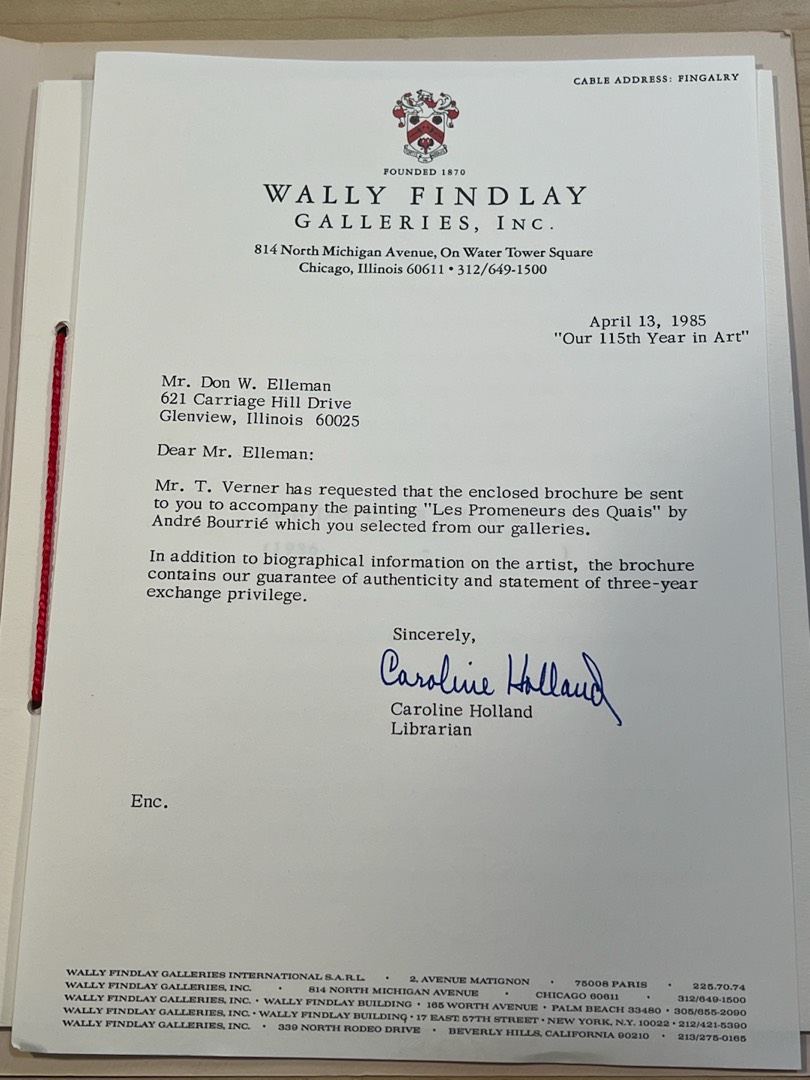 CABLE ADDRESS: FINGALRY
FOUNDED 1870
WALLY FINDLAY
GALLERIES, INC.
814 North Michigan Avenue, On Water Tower Square
Chicago, Illinois 60611 • 312/649-1500
April 13, 1985
"Our 115th Year in Art"
Mr. Don W. Elleman
621 Carriage Hill Drive
Glenview, Illinois 60025
Dear Mr. Elleman:
Mr. T. Verner has requested that the enclosed brochure be sent
to you to accompany the painting "Les Promeneurs des Quais" by
André Bourrié which you selected from our galleries.
In addition to biographical information on the artist, the brochure
contains our guarantee of authenticity and statement of three-year
exchange privilege.
Sincerely,
Caroline Holland
Caroline Holland
Librarian
Enc.
WALLY FINDLAY GALLERIES INTERNATIONAL S.A.R.L. • 2, AVENUE MATIGNON • 75008 PARIS • 225.70.74
WALLY FINDLAY GALLERIES, INC. • 814 NORTH MICHIGAN AVENUE • CHICAGO 60611 • 312/649-1500
WALLY FINDLAY GALLERIES, INC. • WALLY FINDLAY BUILDING • 165 WORTH AVENUE • PALM BEACH 33480 • 305/655-2090
WALLY FINDLAY GALLERIES, INC. • WALLY FINDLAY BUILDING • 17 EAST 57TH STREET • NEW YORK, N.Y. 10022 • 212/421-5390
WALLY FINDLAY GALLERIES, INC. • 339 NORTH RODEO DRIVE • BEVERLY HILLS, CALIFORNIA 90210 • 213/275-0165